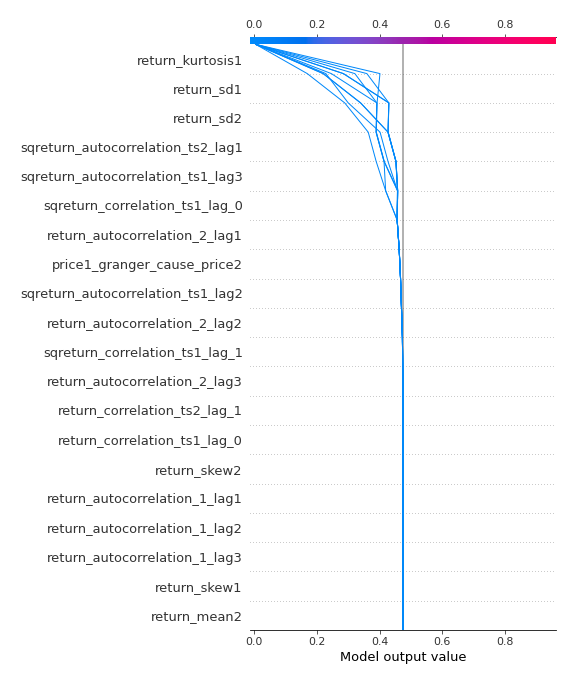 0.0 0.2 0.4 0.6 0.8
return_kurtosis1
return_sd1
return_sd2
sqreturn_autocorrelation_ts2_lag1
sqreturn_autocorrelation_ts1_lag3
sqreturn_correlation_ts1_lag_0
return_autocorrelation_2_lag1
price1_granger_cause_price2
sqreturn_autocorrelation_ts1_lag2
return_autocorrelation_2_lag2
sqreturn_correlation_ts1_lag_1
return_autocorrelation_2_lag3
return_correlation_ts2_lag_1
return_correlation_ts1_lag_0
return_skew2
return_autocorrelation_1_lag1
return_autocorrelation_1_lag2
return_autocorrelation_1_lag3
return_skew1
return_mean2
0.0 0.2 0.4 0.6 0.8
Model output value